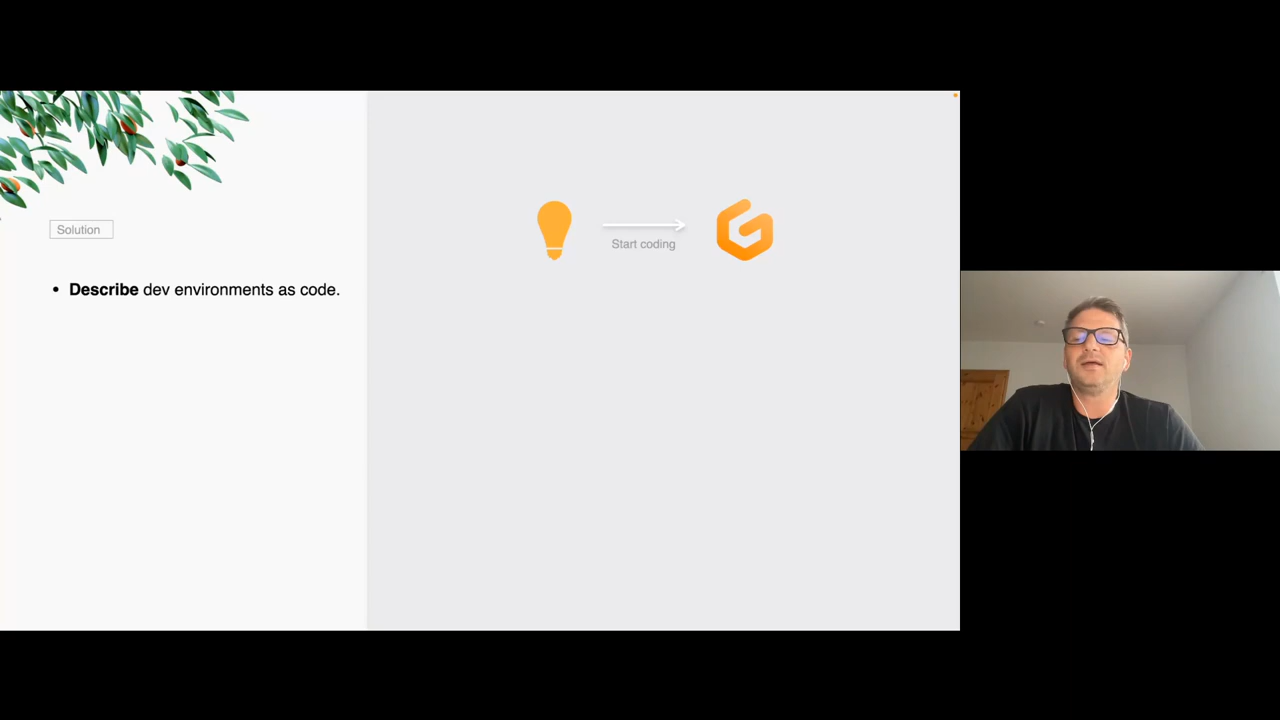 Solution
• Describe dev environments as code.
Start coding